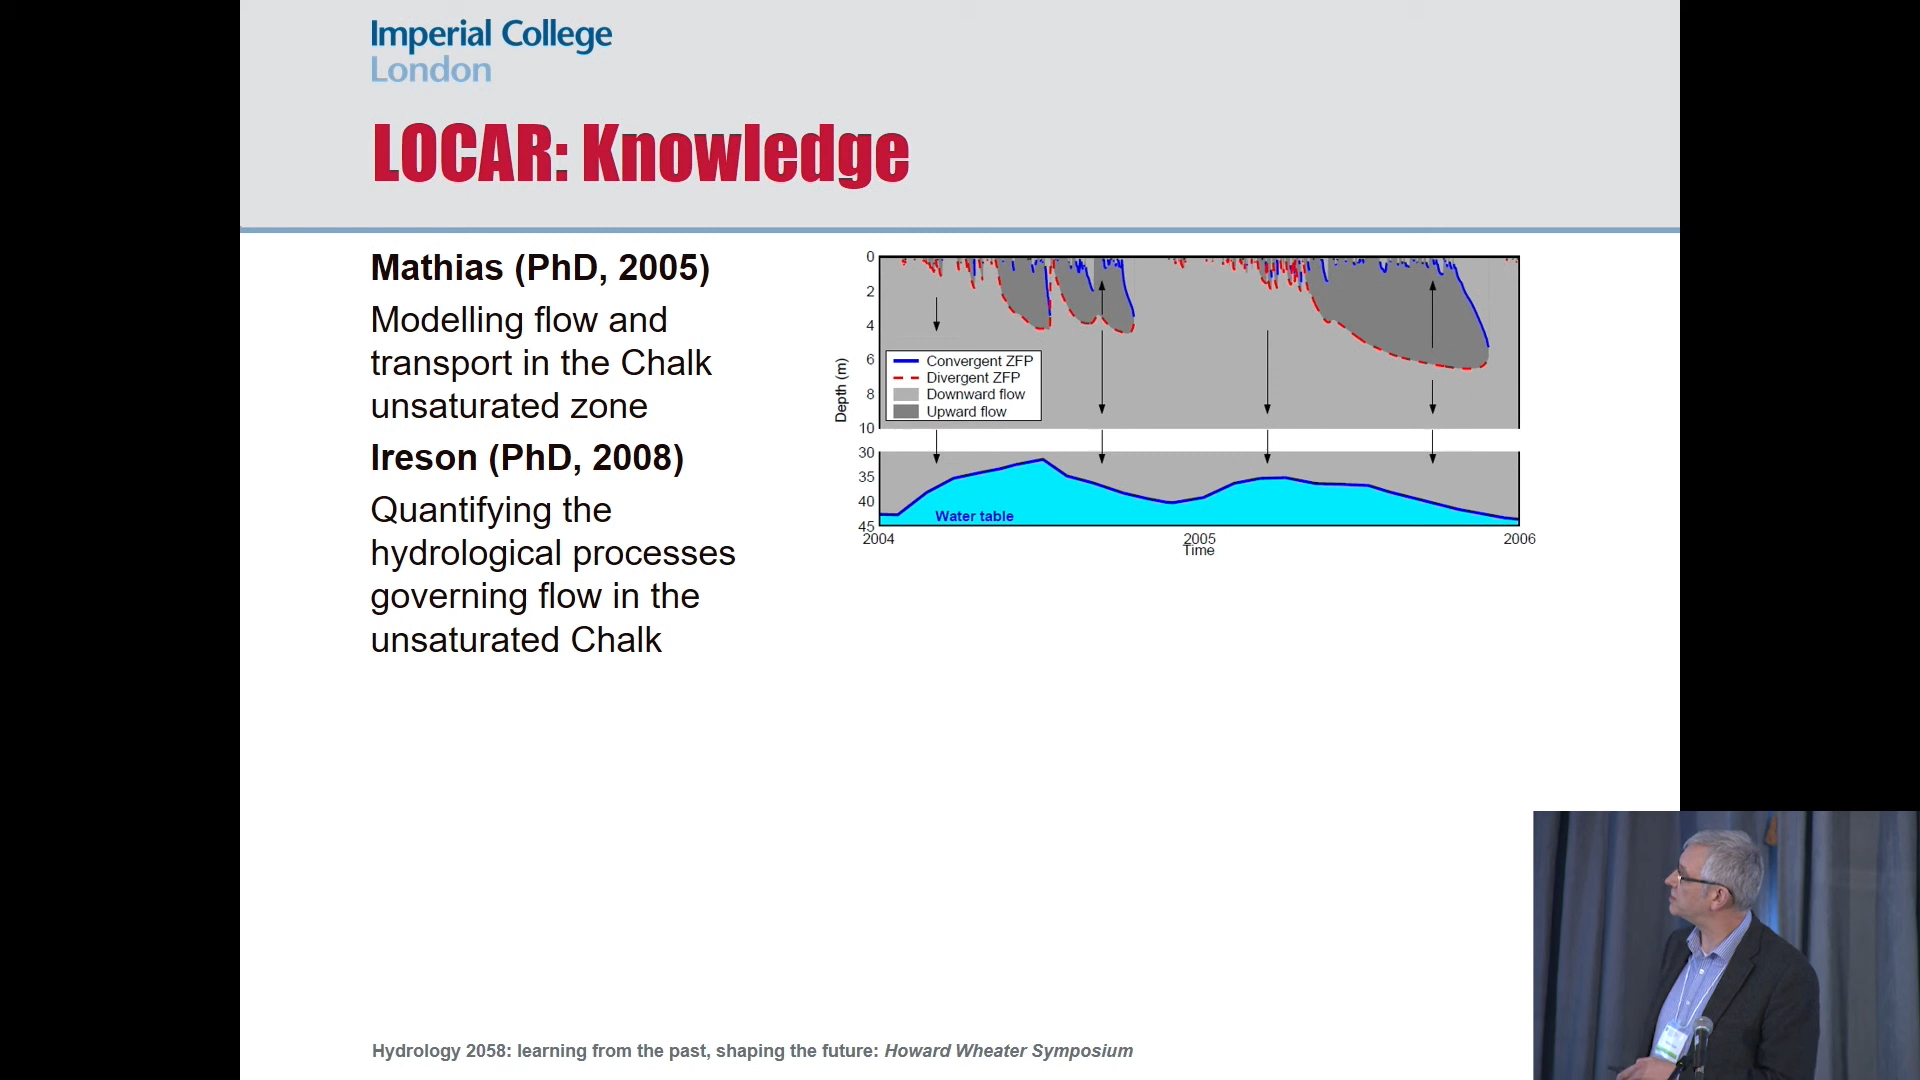 Imperial College
London
LOCAR: Knowledge
Mathias (PhD, 2005)
Modelling flow and
transport in the Chalk
unsaturated zone
Ireson (PhD, 2008)
Quantifying the
hydrological processes
governing flow in the
unsaturated Chalk
0
2
4
6
8
10
Depth (m)
Convergent ZFP
Divergent ZFP
Downward flow
Upward flow
30
35
40
45
Water table
2004
2005
2006
Time
Hydrology 2058: learning from the past, shaping the future: Howard Wheater Symposium